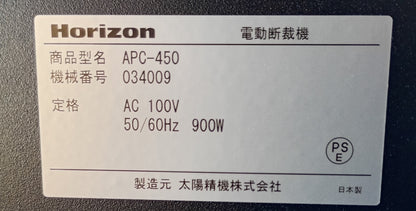 Horizon 電動断裁機
商品型名 APC-450
機械番号 034009
定格 AC 100V
50/60Hz 900W
PS
E
製造元 太陽精機株式会社
日本製